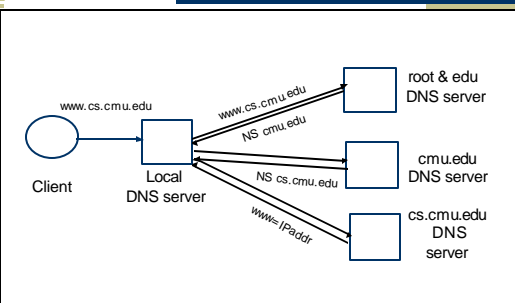 www.cs.cmu.edu
Client
Local
DNS server
www.cs.cmu.edu
NS cmu.edu
root & edu
DNS server
NS cs.cmu.edu
cmu.edu
DNS server
www=IPaddr
cs.cmu.edu
DNS
server